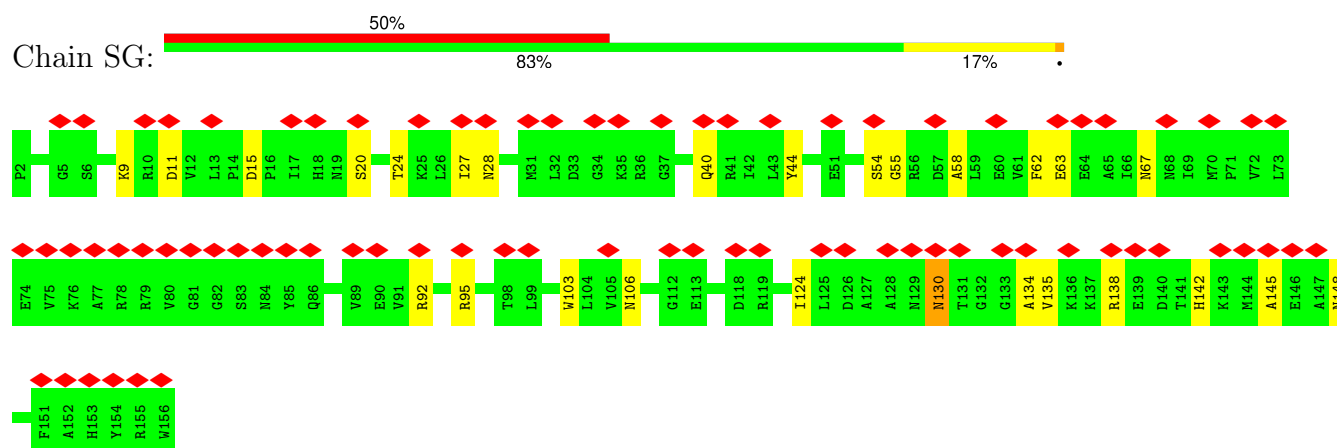 50%
Chain SG:
83% 17% •
P2 G5 S6 K9 R10 D11 V12 L13 P14 D15 P16 I17 H18 N19 S20 T24 K25 L26 I27 N28 M31 L32 D33 G34 K35 R36 G37 Q40 R41 I42 L43 Y44 E51 S54 G55 R56 D57 A58 L59 E60 V61 F62 E63 E64 A65 I66 N67 N68 I69 M70 P71 V72 L73
E74 V75 K76 A77 R78 R79 V80 G81 G82 S83 N84 Y85 Q86 V89 E90 V91 R92 R95 T98 L99 W103 L104 V105 N106 G112 E113 D118 R119 I124 L125 D126 A127 A128 N129 N130 T131 G132 G133 A134 V135 K136 K137 R138 E139 D140 T141 H142 K143 M144 A145 E146 A147 N148
F151 A152 H153 Y154 R155 W156